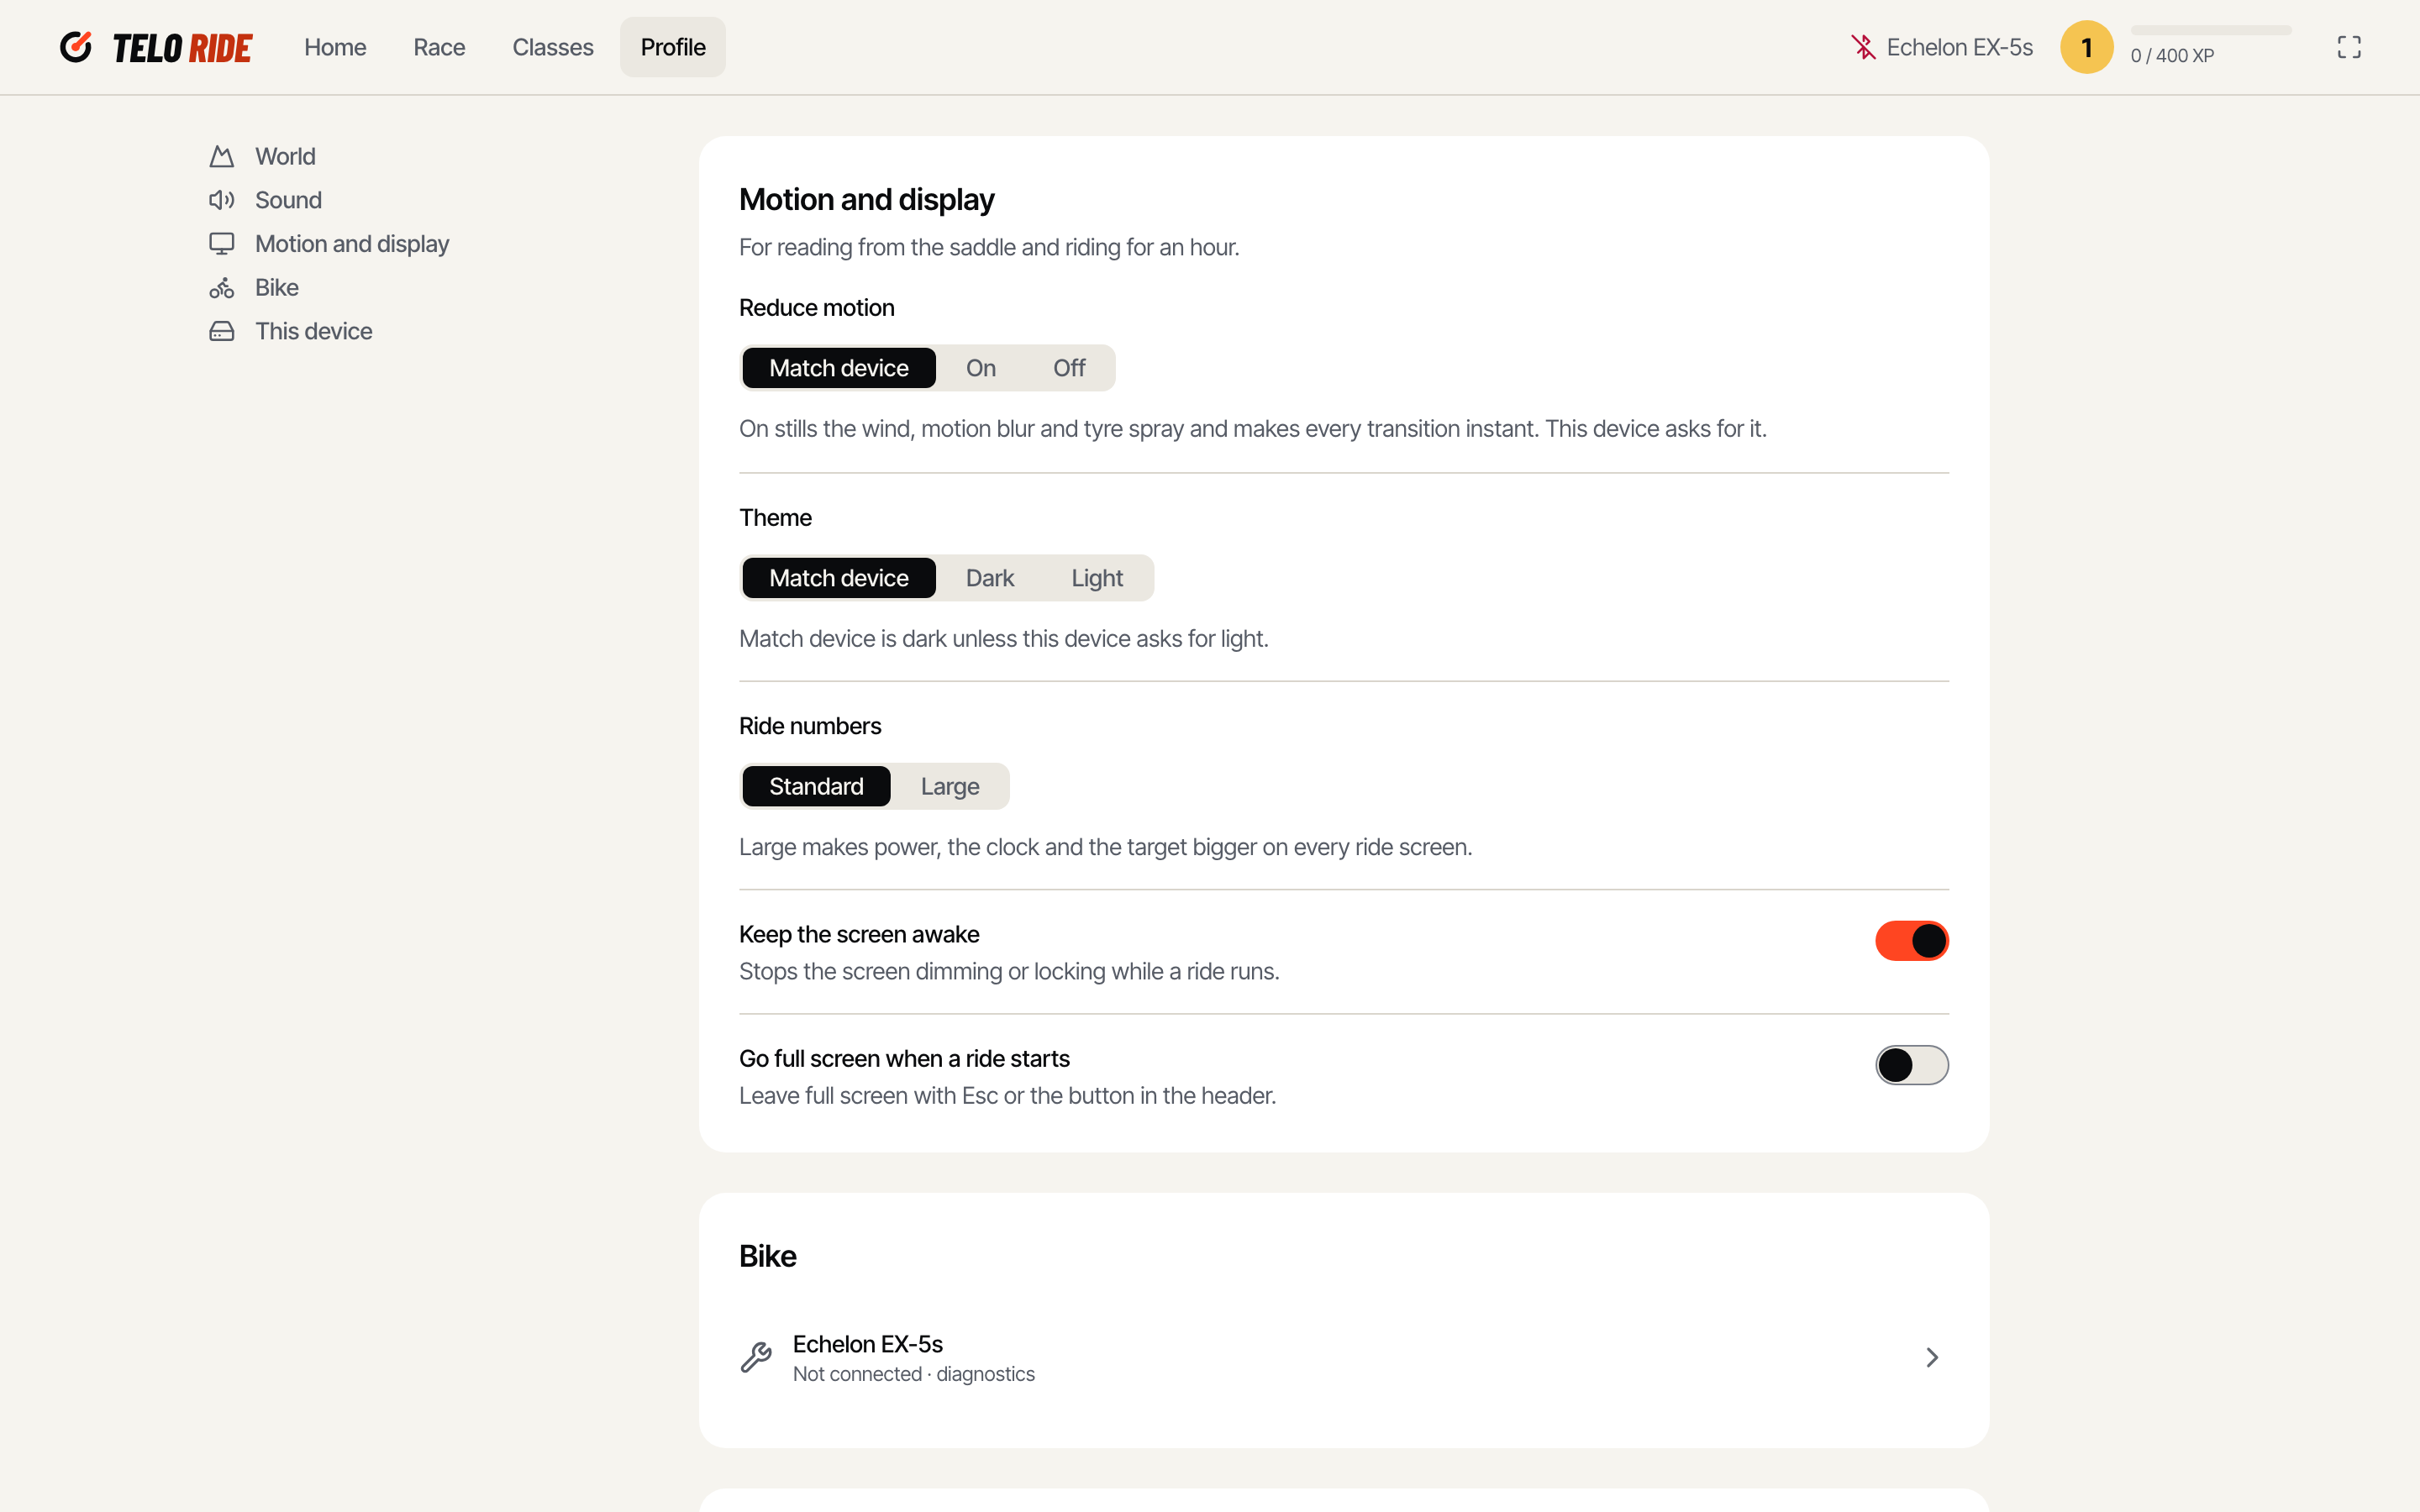 TELO RIDE
Home
Race
Classes
Profile
Echelon EX-5s
1
0 / 400 XP
World
Sound
Motion and display
Bike
This device
Motion and display
For reading from the saddle and riding for an hour.
Reduce motion
Match device On Off
On stills the wind, motion blur and tyre spray and makes every transition instant. This device asks for it.
Theme
Match device Dark Light
Match device is dark unless this device asks for light.
Ride numbers
Standard Large
Large makes power, the clock and the target bigger on every ride screen.
Keep the screen awake
Stops the screen dimming or locking while a ride runs.
Go full screen when a ride starts
Leave full screen with Esc or the button in the header.
Bike
Echelon EX-5s
Not connected · diagnostics